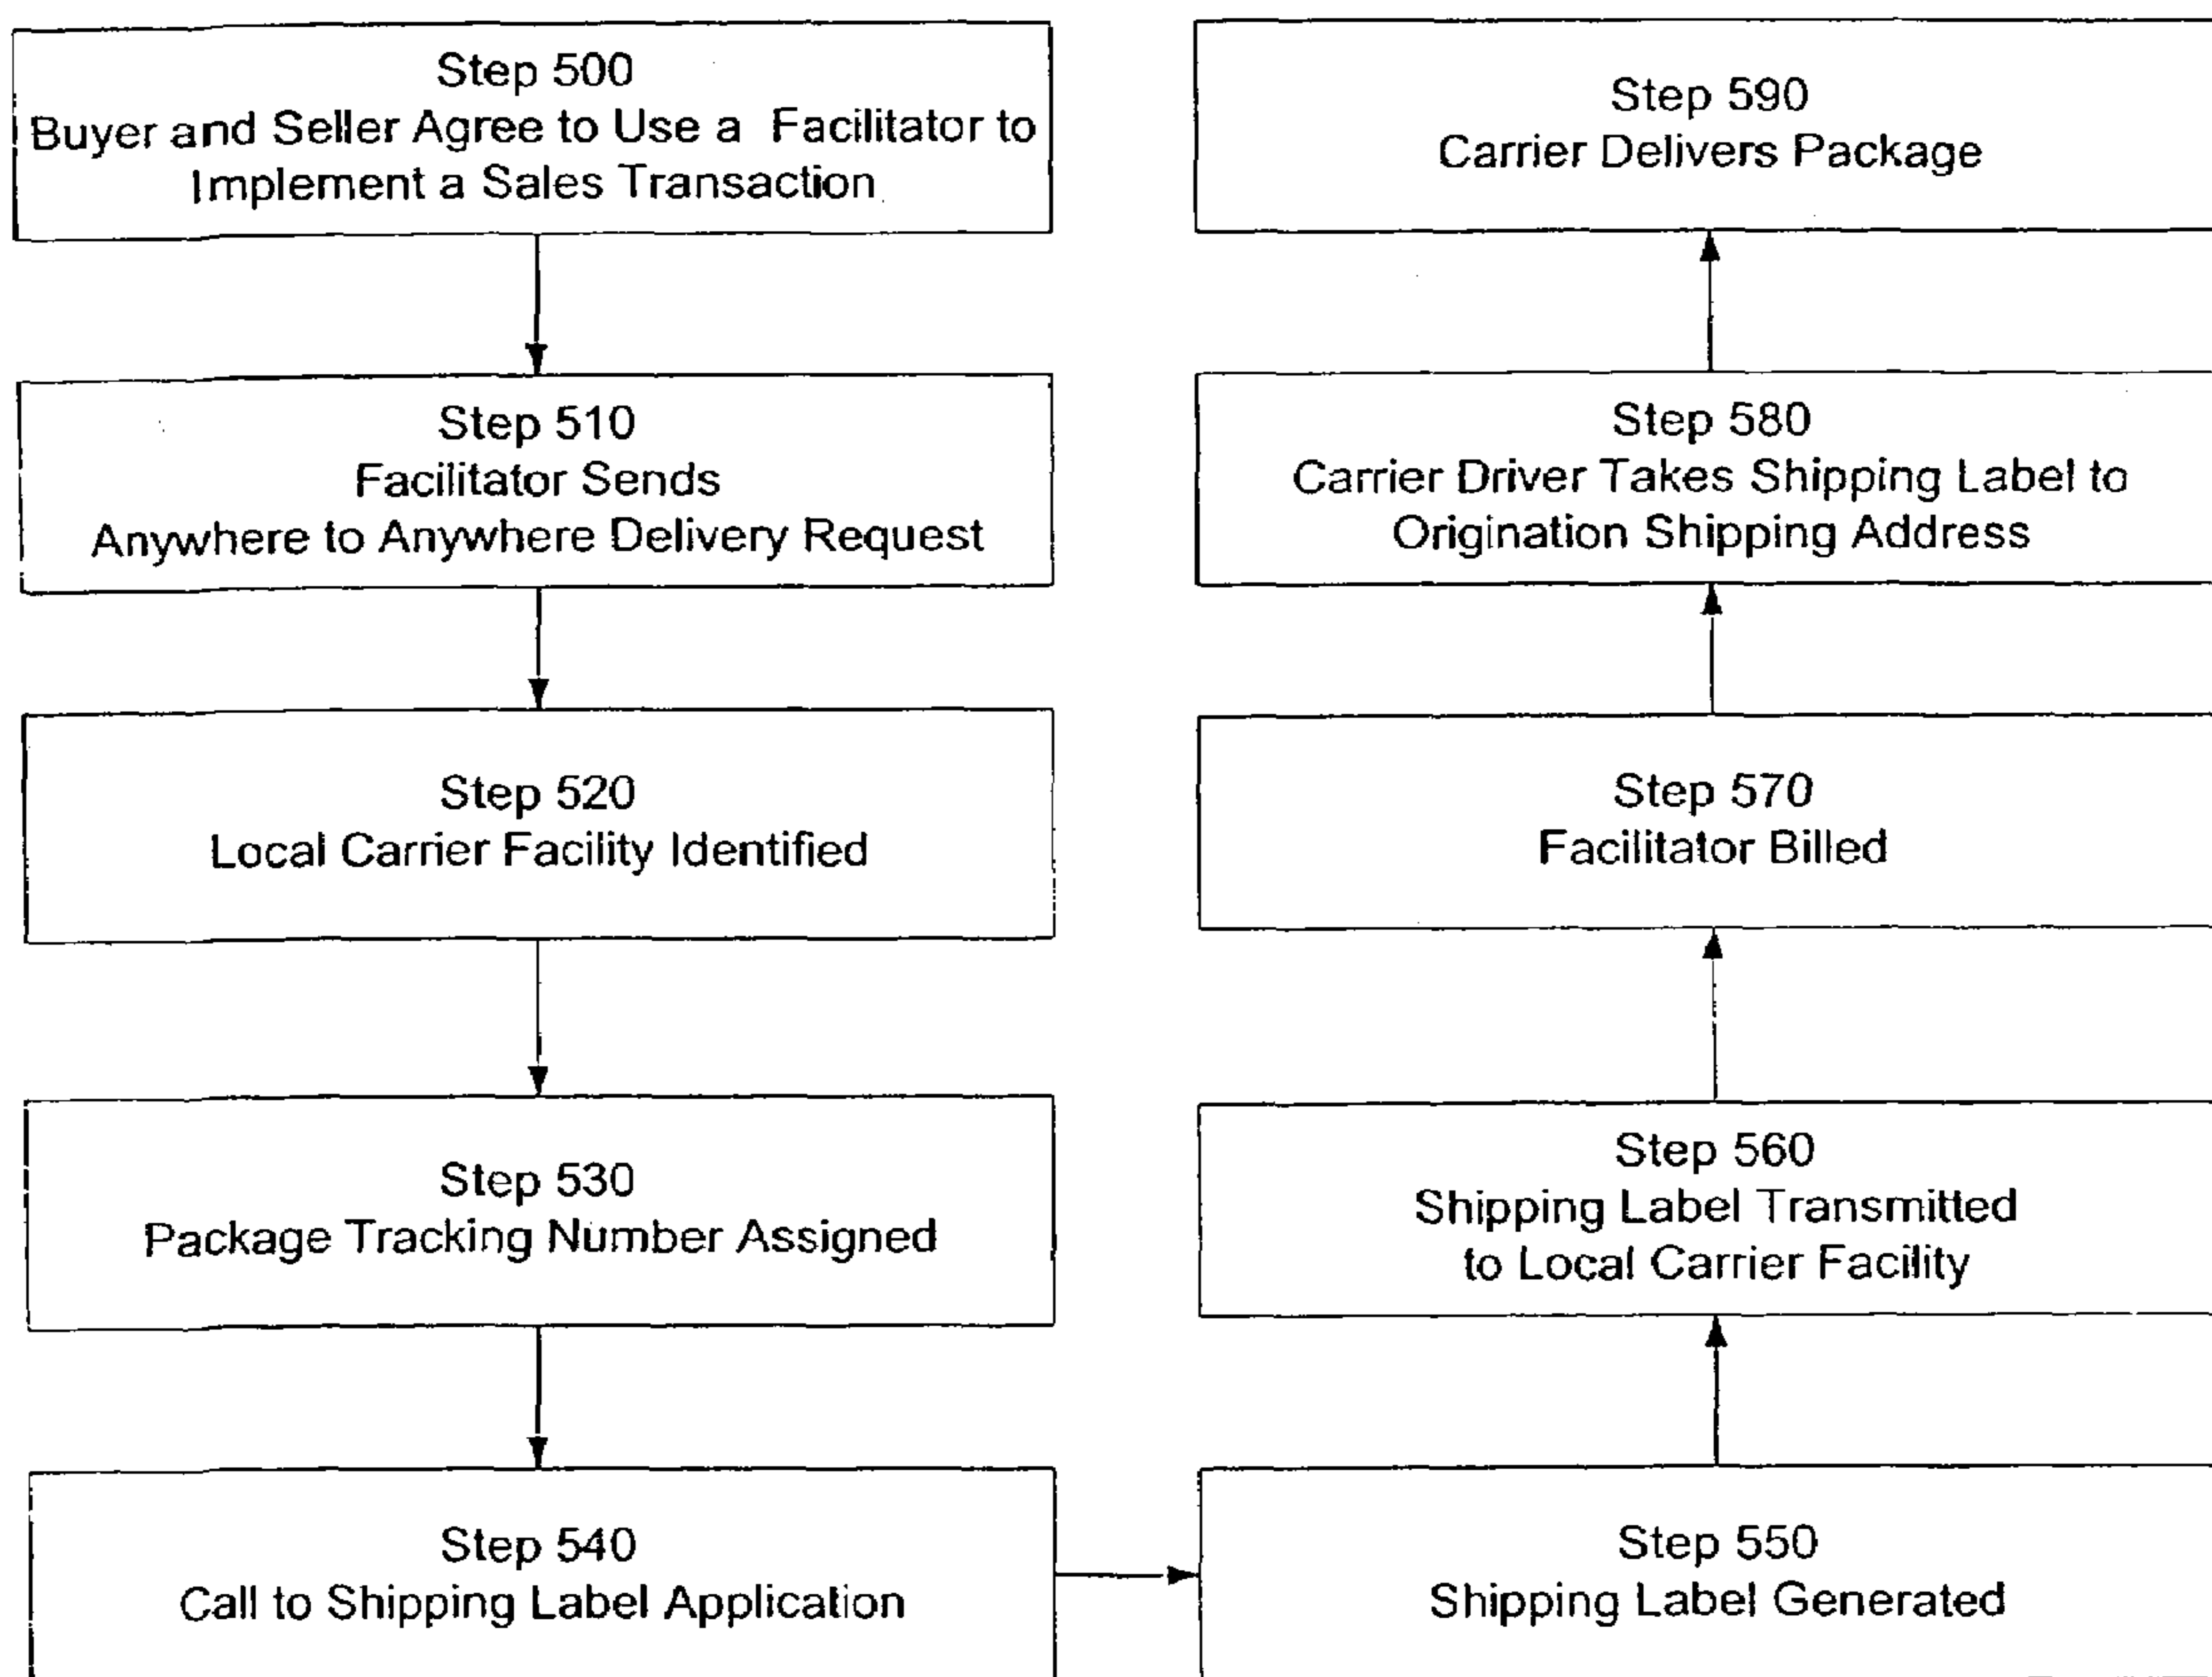 Step 500
Buyer and Seller Agree to Use a Facilitator to
Implement a Sales Transaction
Step 510
Facilitator Sends
Anywhere to Anywhere Delivery Request
Step 520
Local Carrier Facility Identified
Step 530
Package Tracking Number Assigned
Step 540
Call to Shipping Label Application
Step 550
Shipping Label Generated
Step 560
Shipping Label Transmitted
to Local Carrier Facility
Step 570
Facilitator Billed
Step 580
Carrier Driver Takes Shipping Label to
Origination Shipping Address
Step 590
Carrier Delivers Package